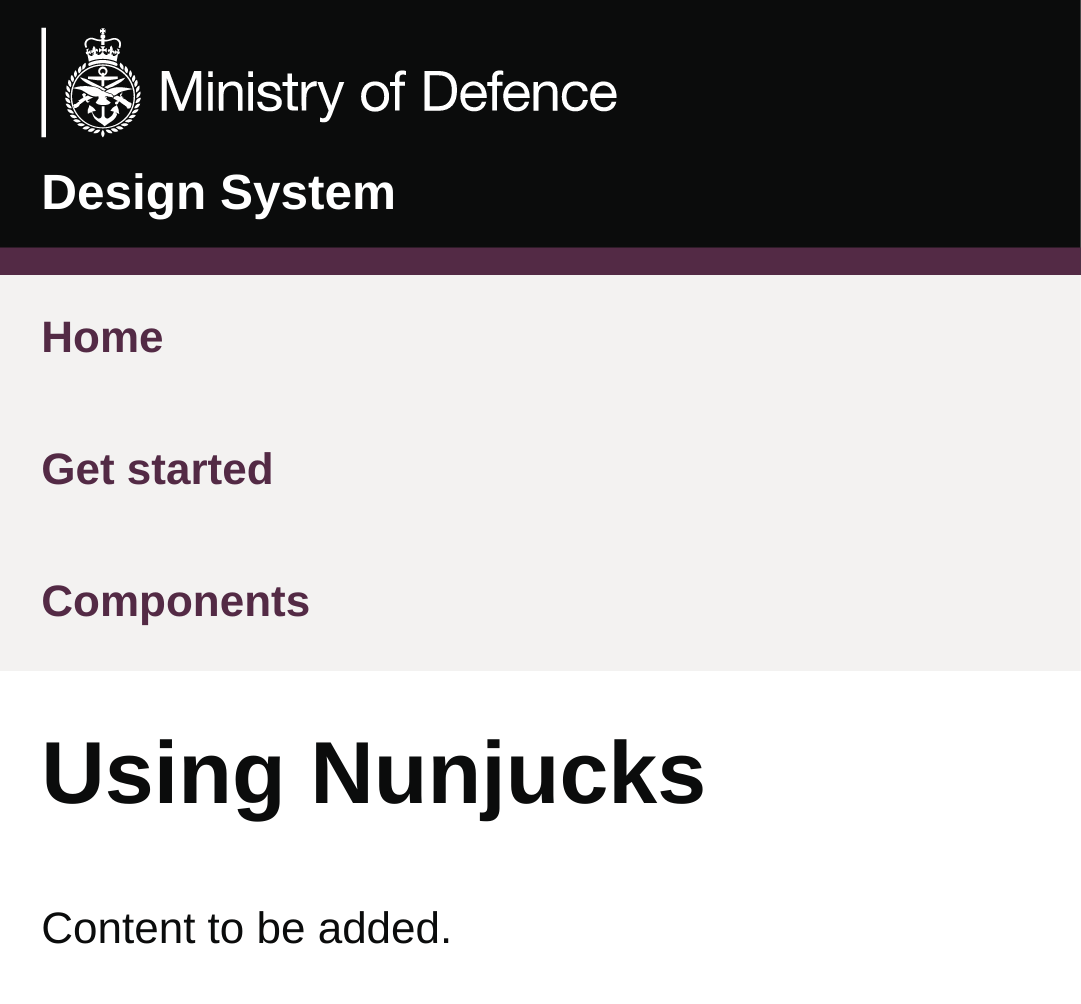 Ministry of Defence
Design System
Home
Get started
Components
Using Nunjucks
Content to be added.